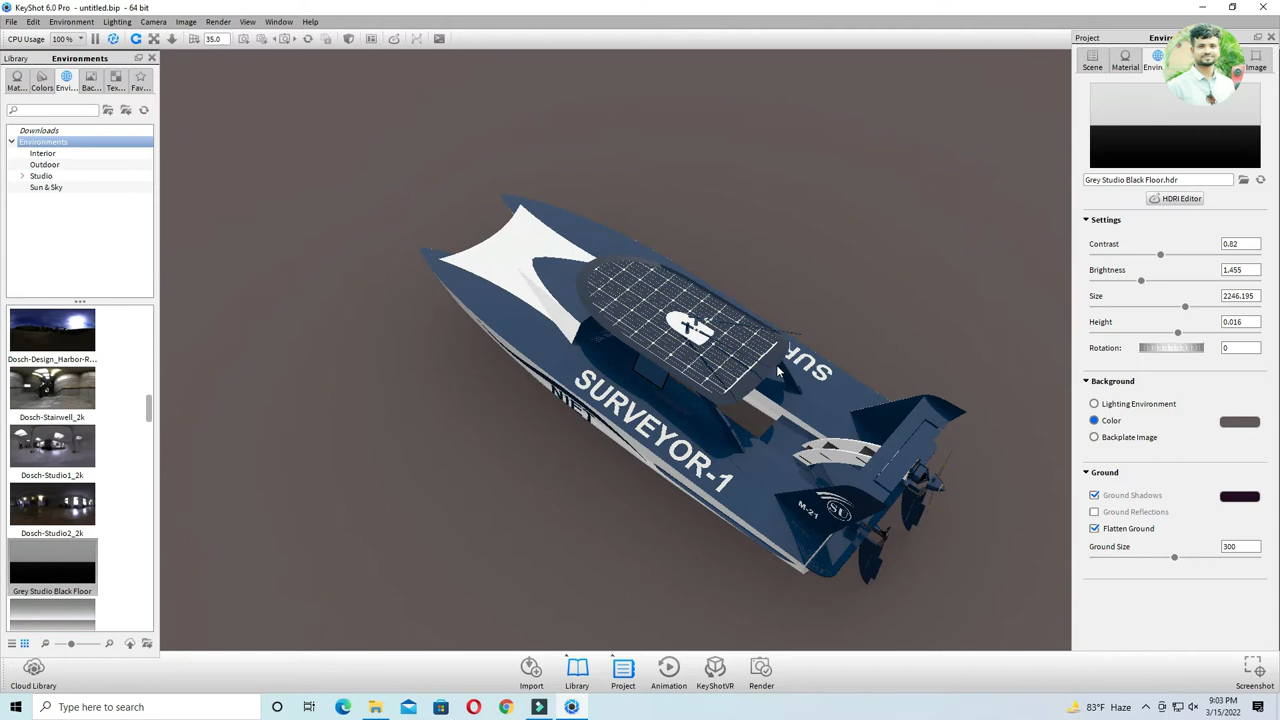 KeyShot 6.0 Pro - untitled.bip - 64 bit
File Edit Environment Lighting Camera Image Render View Window Help
CPU Usage 100 % 35.0
Library Environments
Mat... Colors Envi... Bac... Tex... Fav...
Downloads
Environments
Interior
Outdoor
Studio
Sun & Sky
Dosch-Design_Harbor-R...
Dosch-Stairwell_2k
Dosch-Studio1_2k
Dosch-Studio2_2k
Grey Studio Black Floor
SURVEYOR-1
SUR
M-21
SU
Project
Scene Material Image
Grey Studio Black Floor.hdr
HDRI Editor
Settings
Contrast 0.82
Brightness 1.455
Size 2246.195
Height 0.016
Rotation: 0
Background
Lighting Environment
Color
Backplate Image
Ground
Ground Shadows
Ground Reflections
Flatten Ground
Ground Size 300
Cloud Library Import Library Project Animation KeyShotVR Render Screenshot
Type here to search
83°F Haze
9:03 PM
3/15/2022